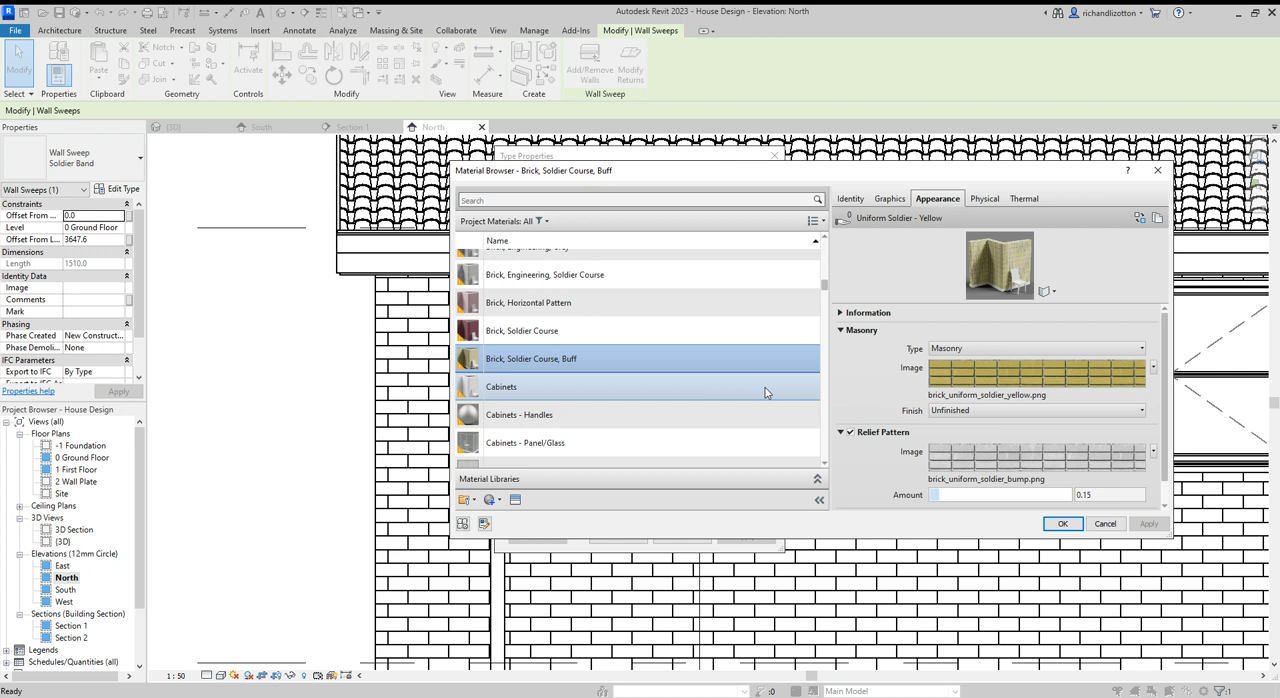 Autodesk Revit 2023 - House Design - Elevation: North
richandlizotton
File Architecture Structure Steel Precast Systems Insert Annotate Analyze Massing & Site Collaborate View Manage Add-Ins Modify | Wall Sweeps
Notch
Cut
Join
Modify
Paste
Activate
Add/Remove Walls
Modify Returns
Select Properties Clipboard Geometry Controls Modify View Measure Create Wall Sweep
Modify | Wall Sweeps
Properties
{3D} South Section 1 North
Wall Sweep
Soldier Band
Wall Sweeps (1) Edit Type
Constraints
Offset From ... 0.0
Level 0 Ground Floor
Offset From L... 3647.6
Dimensions
Length 1510.0
Identity Data
Image
Comments
Mark
Phasing
Phase Created New Construct...
Phase Demoli... None
IFC Parameters
Export to IFC By Type
Properties help Apply
Project Browser - House Design
Views (all)
Floor Plans
-1 Foundation
0 Ground Floor
1 First Floor
2 Wall Plate
Site
Ceiling Plans
3D Views
3D Section
{3D}
Elevations (12mm Circle)
East
North
South
West
Sections (Building Section)
Section 1
Section 2
Legends
Schedules/Quantities (all)
Type Properties
Material Browser - Brick, Soldier Course, Buff
Search
Project Materials: All
Name
Brick, Engineering, Grey
Brick, Engineering, Soldier Course
Brick, Horizontal Pattern
Brick, Soldier Course
Brick, Soldier Course, Buff
Cabinets
Cabinets - Handles
Cabinets - Panel/Glass
Material Libraries
Identity Graphics Appearance Physical Thermal
0
Uniform Soldier - Yellow
Information
Masonry
Type Masonry
Image
brick_uniform_soldier_yellow.png
Finish Unfinished
Relief Pattern
Image
brick_uniform_soldier_bump.png
Amount 0.15
OK Cancel Apply
1 : 50
Ready
:0
Main Model
:1